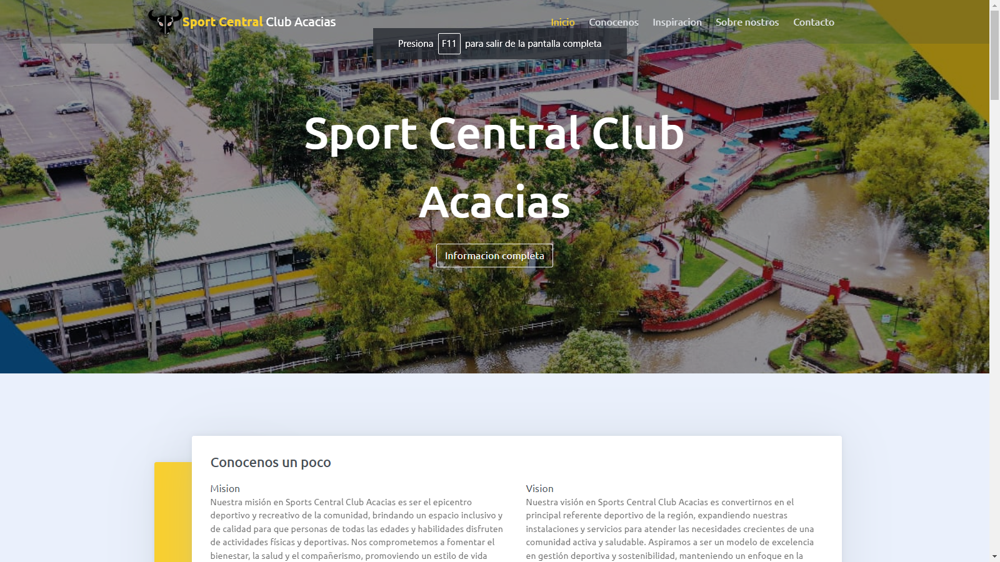 Sport Central Club Acacias
Inicio Conocenos Inspiracion Sobre nostros Contacto
Presiona F11 para salir de la pantalla completa
Sport Central Club
Acacias
Informacion completa
Conocenos un poco
Mision
Nuestra misión en Sports Central Club Acacias es ser el epicentro
deportivo y recreativo de la comunidad, brindando un espacio inclusivo y
de calidad para que personas de todas las edades y habilidades disfruten
de actividades físicas y deportivas. Nos comprometemos a fomentar el
bienestar, la salud y el compañerismo, promoviendo un estilo de vida
Vision
Nuestra visión en Sports Central Club Acacias es convertirnos en el
principal referente deportivo de la región, expandiendo nuestras
instalaciones y servicios para atender las necesidades crecientes de una
comunidad activa y saludable. Aspiramos a ser un modelo de excelencia
en gestión deportiva y sostenibilidad, manteniendo un enfoque en la